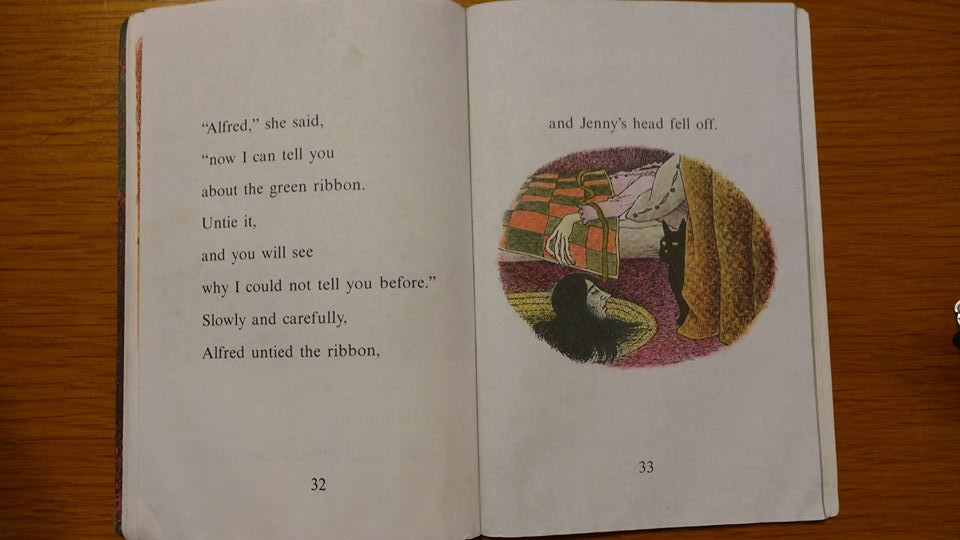 “Alfred,” she said,
“now I can tell you
about the green ribbon.
Untie it,
and you will see
why I could not tell you before.”
Slowly and carefully,
Alfred untied the ribbon,
32
and Jenny’s head fell off.
33